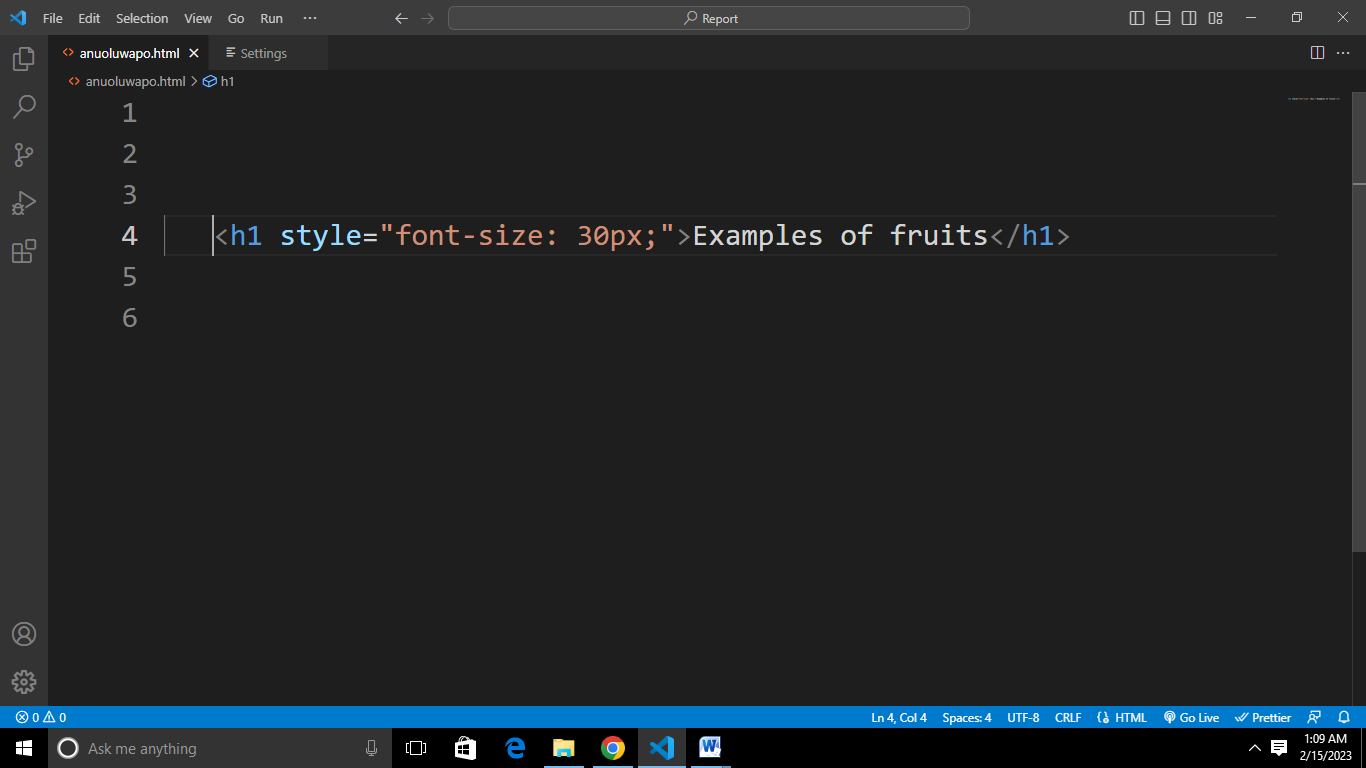 File Edit Selection View Go Run ···
Report
anuoluwapo.html
Settings
anuoluwapo.html > h1
1
2
3
4 <h1 style="font-size: 30px;">Examples of fruits</h1>
5
6
0 0
Ln 4, Col 4 Spaces: 4 UTF-8 CRLF HTML Go Live Prettier
Ask me anything
1:09 AM
2/15/2023